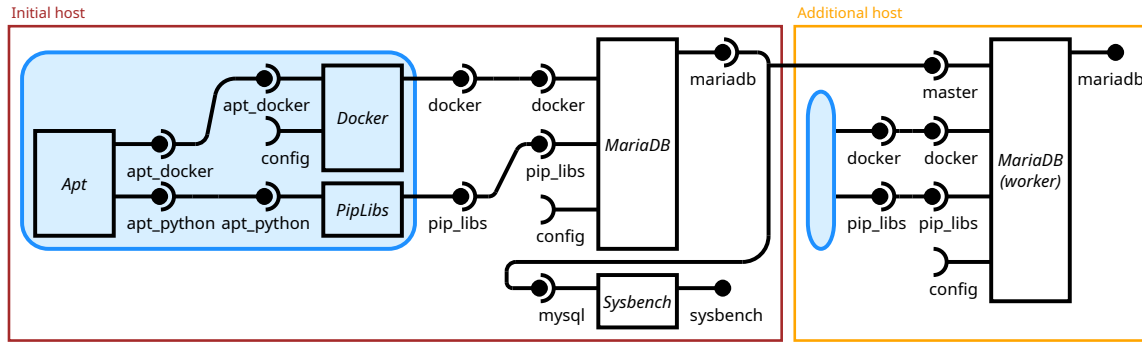 Initial host
Additional host
apt_docker
docker
docker
mariadb
master
mariadb
Docker
config
apt_docker
Apt
MariaDB
pip_libs
docker
docker
MariaDB
(worker)
apt_python
apt_python
PipLibs
pip_libs
config
pip_libs
pip_libs
config
mysql
Sysbench
sysbench